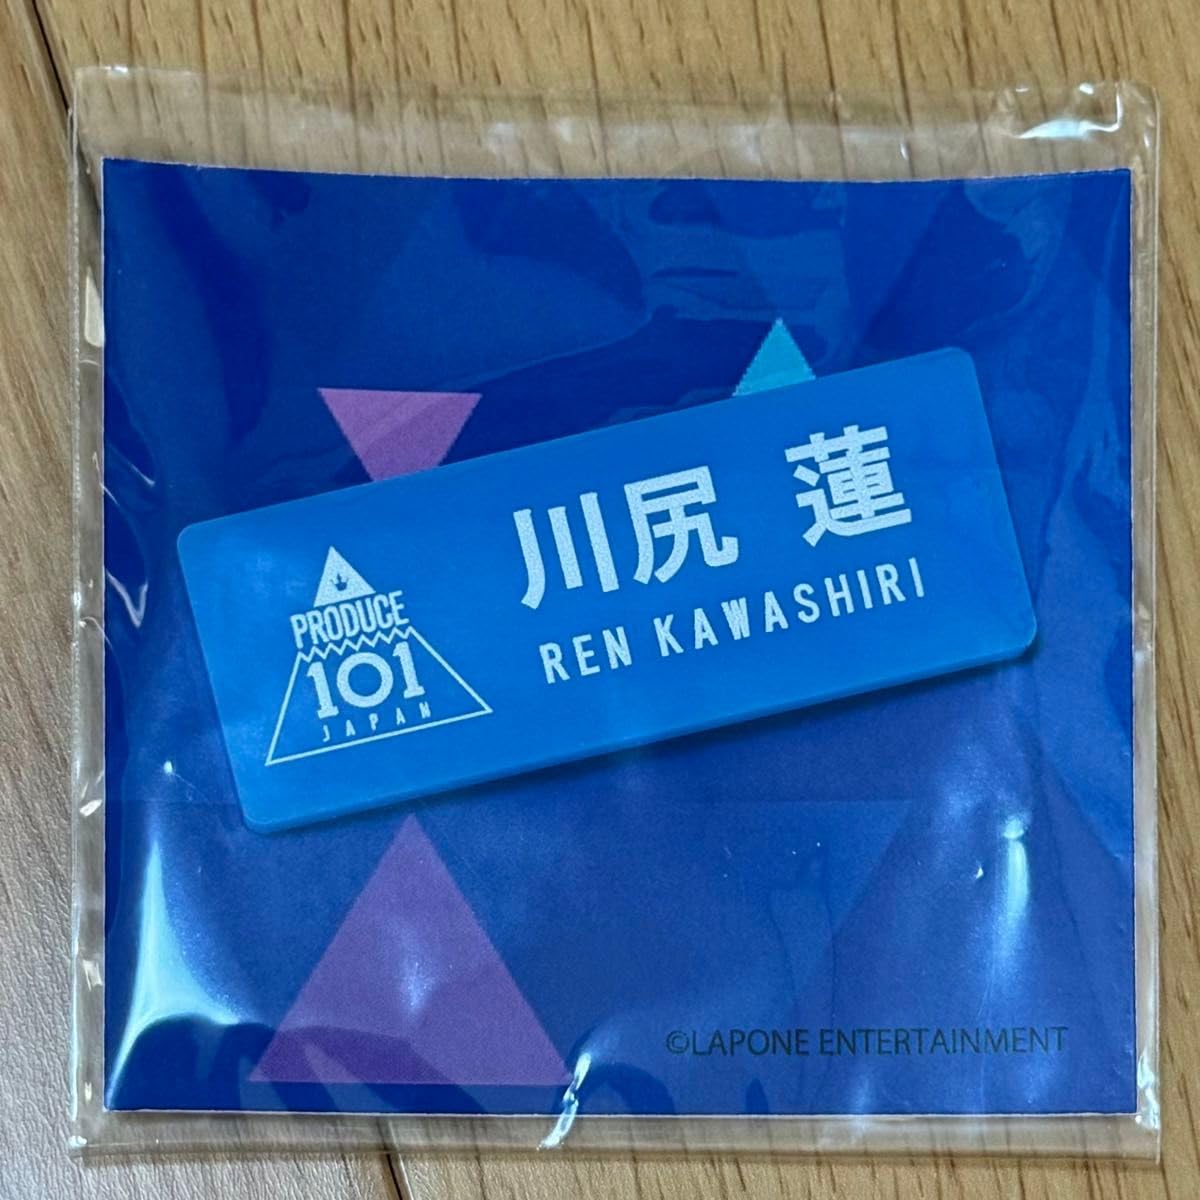 川尻 蓮
REN KAWASHIRI
PRODUCE
101
JAPAN
©LAPONE ENTERTAINMENT